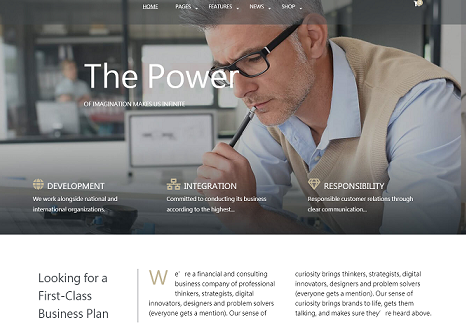 HOME PAGES FEATURES NEWS SHOP
The Power
OF IMAGINATION MAKES US INFINITE
DEVELOPMENT
We work alongside national and
international organizations.
INTEGRATION
Committed to conducting its business
according to the highest...
RESPONSIBILITY
Responsible customer relations through
clear communication...
Looking for a
First-Class
Business Plan
We're a financial and consulting
business company of professional
thinkers, strategists, digital
innovators, designers and problem solvers
(everyone gets a mention). Our sense of
curiosity brings thinkers, strategists, digital
innovators, designers and problem solvers
(everyone gets a mention). Our sense of
curiosity brings to brands to life, gets them
talking, and makes sure they're heard above.